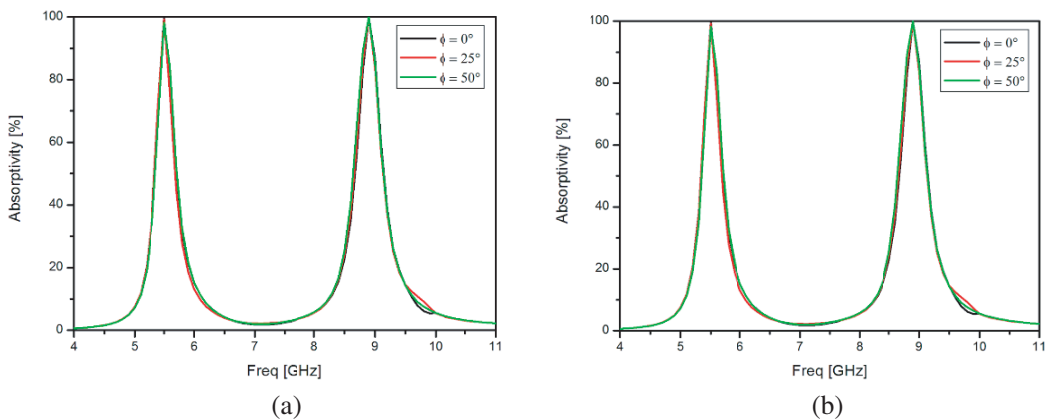 100
80
60
40
20
0
Absorptivity [%]
4 5 6 7 8 9 10 11
Freq [GHz]
ϕ = 0°
ϕ = 25°
ϕ = 50°
(a)
100
80
60
40
20
0
Absorptivity [%]
4 5 6 7 8 9 10 11
Freq [GHz]
ϕ = 0°
ϕ = 25°
ϕ = 50°
(b)